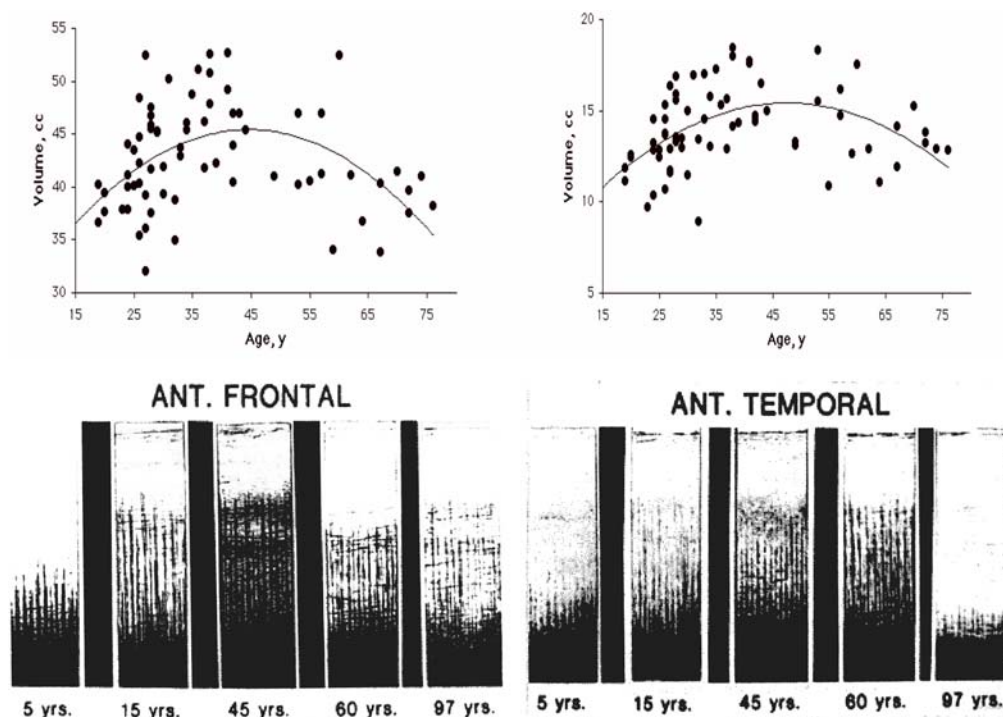 55
50
45
40
35
30
Volume, cc
15 25 35 45 55 65 75
Age, y
20
15
10
5
Volume, cc
15 25 35 45 55 65 75
Age, y
ANT. FRONTAL
5 yrs. 15 yrs. 45 yrs. 60 yrs. 97 yrs.
ANT. TEMPORAL
5 yrs. 15 yrs. 45 yrs. 60 yrs. 97 yrs.